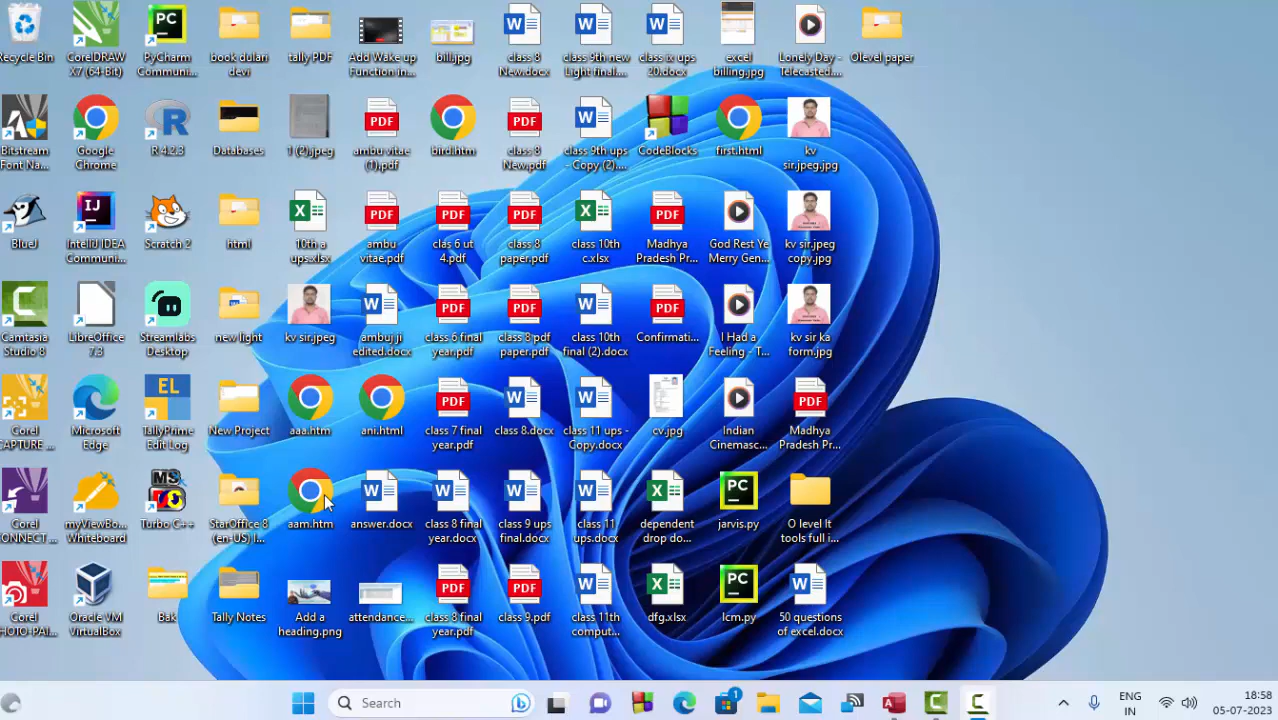 Recycle Bin
CorelDRAW
X7 (64-Bit)
PyCharm
Communi...
book dulari
devi
tally PDF
Add Wake up
Function in...
bill.jpg
class 8
New.docx
class 9th new
Light final....
class ix ups
20.docx
excel
billing.jpg
Lonely Day -
Telecasted....
Olevel paper
Bitstream
Font Na...
Google
Chrome
R 4.2.3
Databases
1 (2).jpeg
ambu vitae
(1).pdf
bird.htm
class 8
New.pdf
class 9th ups
- Copy (2)....
CodeBlocks
first.html
kv
sir.jpeg.jpg
BlueJ
IntelliJ IDEA
Communi...
Scratch 2
html
10th a
ups.xlsx
ambu
vitae.pdf
clas 6 ut
4.pdf
class 8
paper.pdf
class 10th
c.xlsx
Madhya
Pradesh Pr...
God Rest Ye
Merry Gen...
kv sir.jpeg
copy.jpg
Camtasia
Studio 8
LibreOffice
7.3
Streamlabs
Desktop
new light
kv sir.jpeg
ambuj ji
edited.docx
class 6 final
year.pdf
class 8 pdf
paper.pdf
class 10th
final (2).docx
Confirmati...
I Had a
Feeling - T...
kv sir ka
form.jpg
Corel
CAPTURE ...
Microsoft
Edge
TallyPrime
Edit Log
New Project
aaa.htm
ani.html
class 7 final
year.pdf
class 8.docx
class 11 ups -
Copy.docx
cv.jpg
Indian
Cinemasc...
Madhya
Pradesh Pr...
Corel
CONNECT ...
myViewBo...
Whiteboard
Turbo C++
StarOffice 8
(en-US) I...
aam.htm
answer.docx
class 8 final
year.docx
class 9 ups
final.docx
class 11
ups.docx
dependent
drop do...
jarvis.py
O level It
tools full i...
Corel
PHOTO-PAI...
Oracle VM
VirtualBox
Bak
Tally Notes
Add a
heading.png
attendance...
class 8 final
year.pdf
class 9.pdf
class 11th
comput...
dfg.xlsx
lcm.py
50 questions
of excel.docx
Search
1
ENG
IN
18:58
05-07-2023